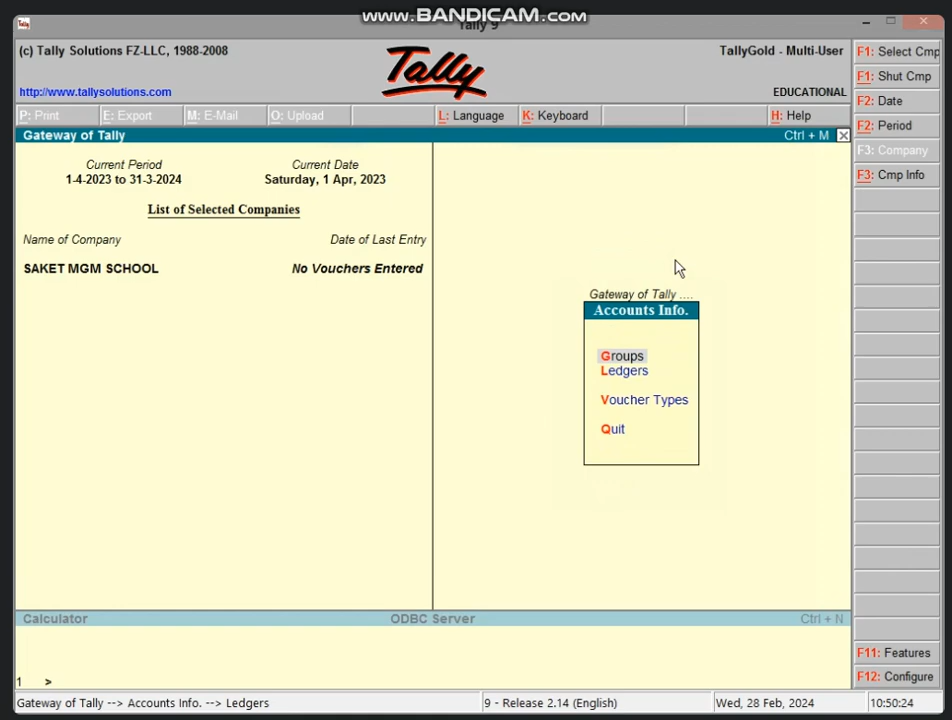 www.BANDICAM.com
Tally 9
(c) Tally Solutions FZ-LLC, 1988-2008
http://www.tallysolutions.com
Tally
TallyGold - Multi-User
EDUCATIONAL
P: Print E: Export M: E-Mail O: Upload L: Language K: Keyboard H: Help
Gateway of Tally Ctrl + M
Current Period Current Date
1-4-2023 to 31-3-2024 Saturday, 1 Apr, 2023
List of Selected Companies
Name of Company Date of Last Entry
SAKET MGM SCHOOL No Vouchers Entered
Gateway of Tally ....
Accounts Info.
Groups
Ledgers
Voucher Types
Quit
F1: Select Cmp
F1: Shut Cmp
F2: Date
F2: Period
F3: Company
F3: Cmp Info
F11: Features
F12: Configure
Calculator ODBC Server Ctrl + N
1 >
Gateway of Tally --> Accounts Info. --> Ledgers 9 - Release 2.14 (English) Wed, 28 Feb, 2024 10:50:24